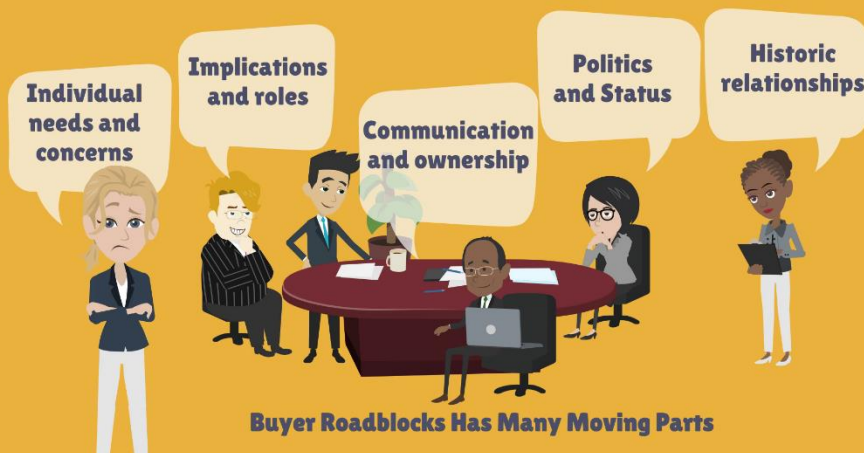 Individual
needs and
concerns
Implications
and roles
Communication
and ownership
Politics
and Status
Historic
relationships
Buyer Roadblocks Has Many Moving Parts